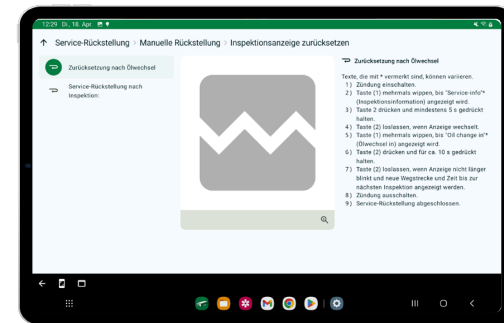 12:29 Di., 18. Apr.
Service-Rückstellung > Manuelle Rückstellung > Inspektionsanzeige zurücksetzen
Zurücksetzung nach Ölwechsel
Service-Rückstellung nach
Inspektion:
Zurücksetzung nach Ölwechsel
Texte, die mit * vermerkt sind, können variieren.
1) Zündung einschalten.
2) Taste (1) mehrmals wippen, bis "Service-info"*
(Inspektionsinformation) angezeigt wird.
3) Taste 2 drücken und mindestens 5 s gedrückt
halten.
4) Taste (2) loslassen, wenn Anzeige wechselt.
5) Taste (1) mehrmals wippen, bis "Oil change in"*
(Ölwechsel in) angezeigt wird.
6) Taste (2) drücken und für ca. 10 s gedrückt
halten.
7) Taste (2) loslassen, wenn Anzeige nicht länger
blinkt und neue Wegstrecke und Zeit bis zur
nächsten Inspektion angezeigt werden.
8) Zündung ausschalten.
9) Service-Rückstellung abgeschlossen.